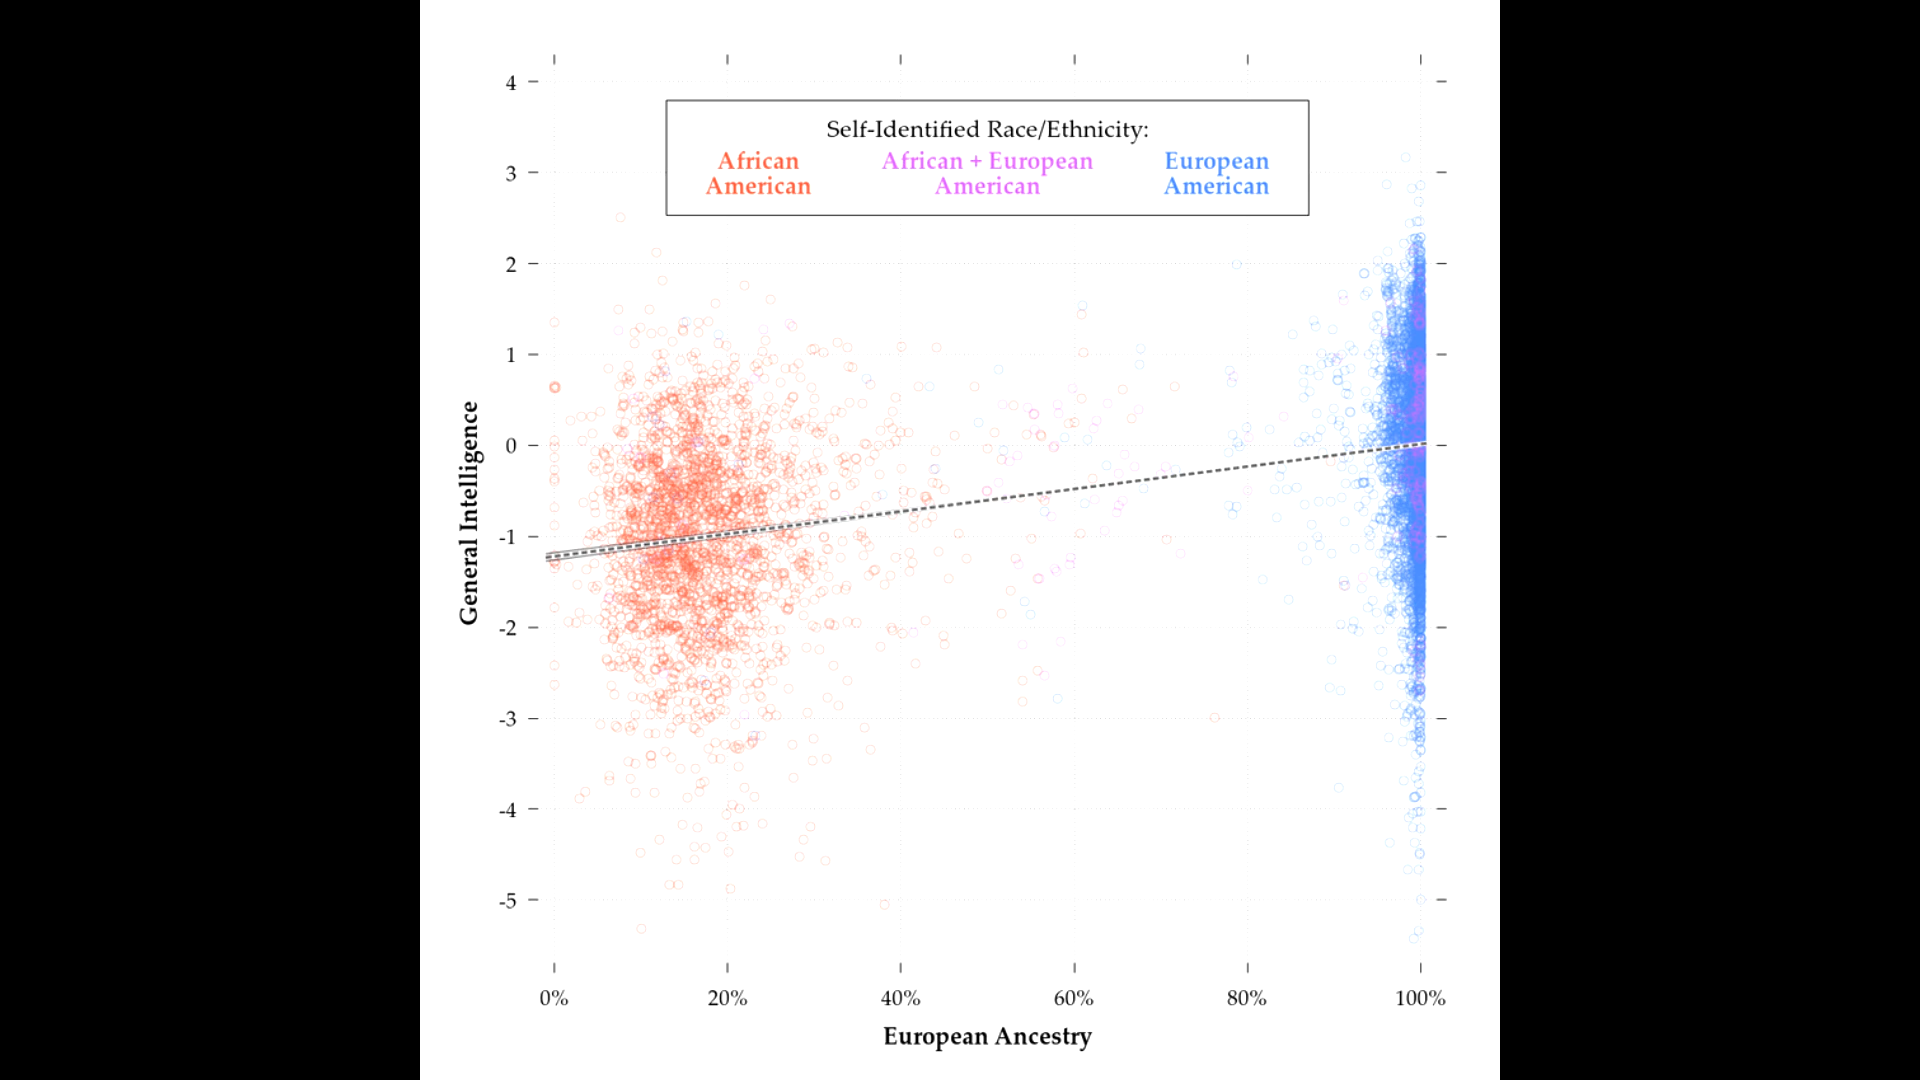 4
Self-Identified Race/Ethnicity:
African African + European European
American American American
3
2
1
0
-1
-2
-3
-4
-5
General Intelligence
0% 20% 40% 60% 80% 100%
European Ancestry